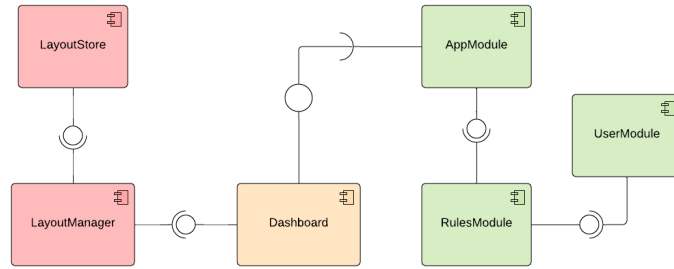 LayoutStore
AppModule
UserModule
LayoutManager
Dashboard
RulesModule